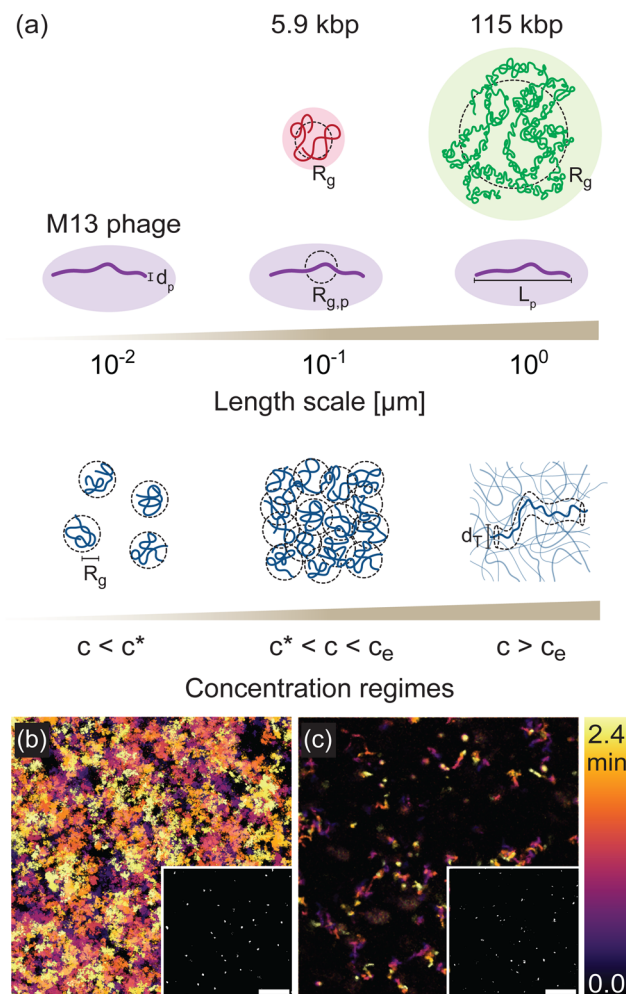 (a)
5.9 kbp
115 kbp
R_g
R_g
M13 phage
d_p
R_g,p
L_p
10^-2
10^-1
10^0
Length scale [µm]
R_g
d_T
c < c*
c* < c < c_e
c > c_e
Concentration regimes
(b)
(c)
2.4
min
0.0